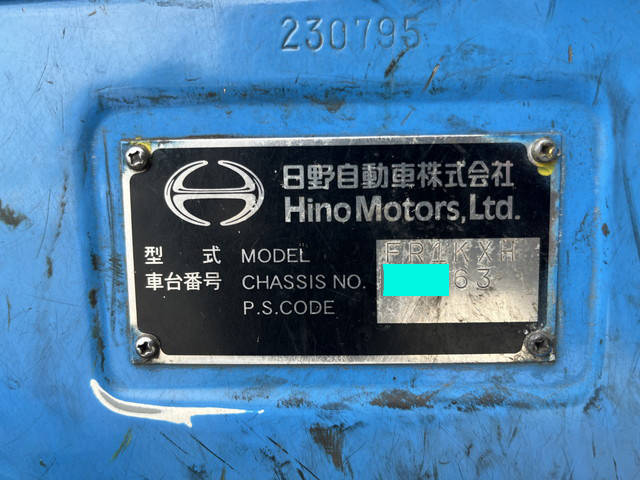 230795
日野自動車株式会社
Hino Motors, Ltd.
型 式 MODEL FR1KXH
車台番号 CHASSIS NO. 63
P.S.CODE